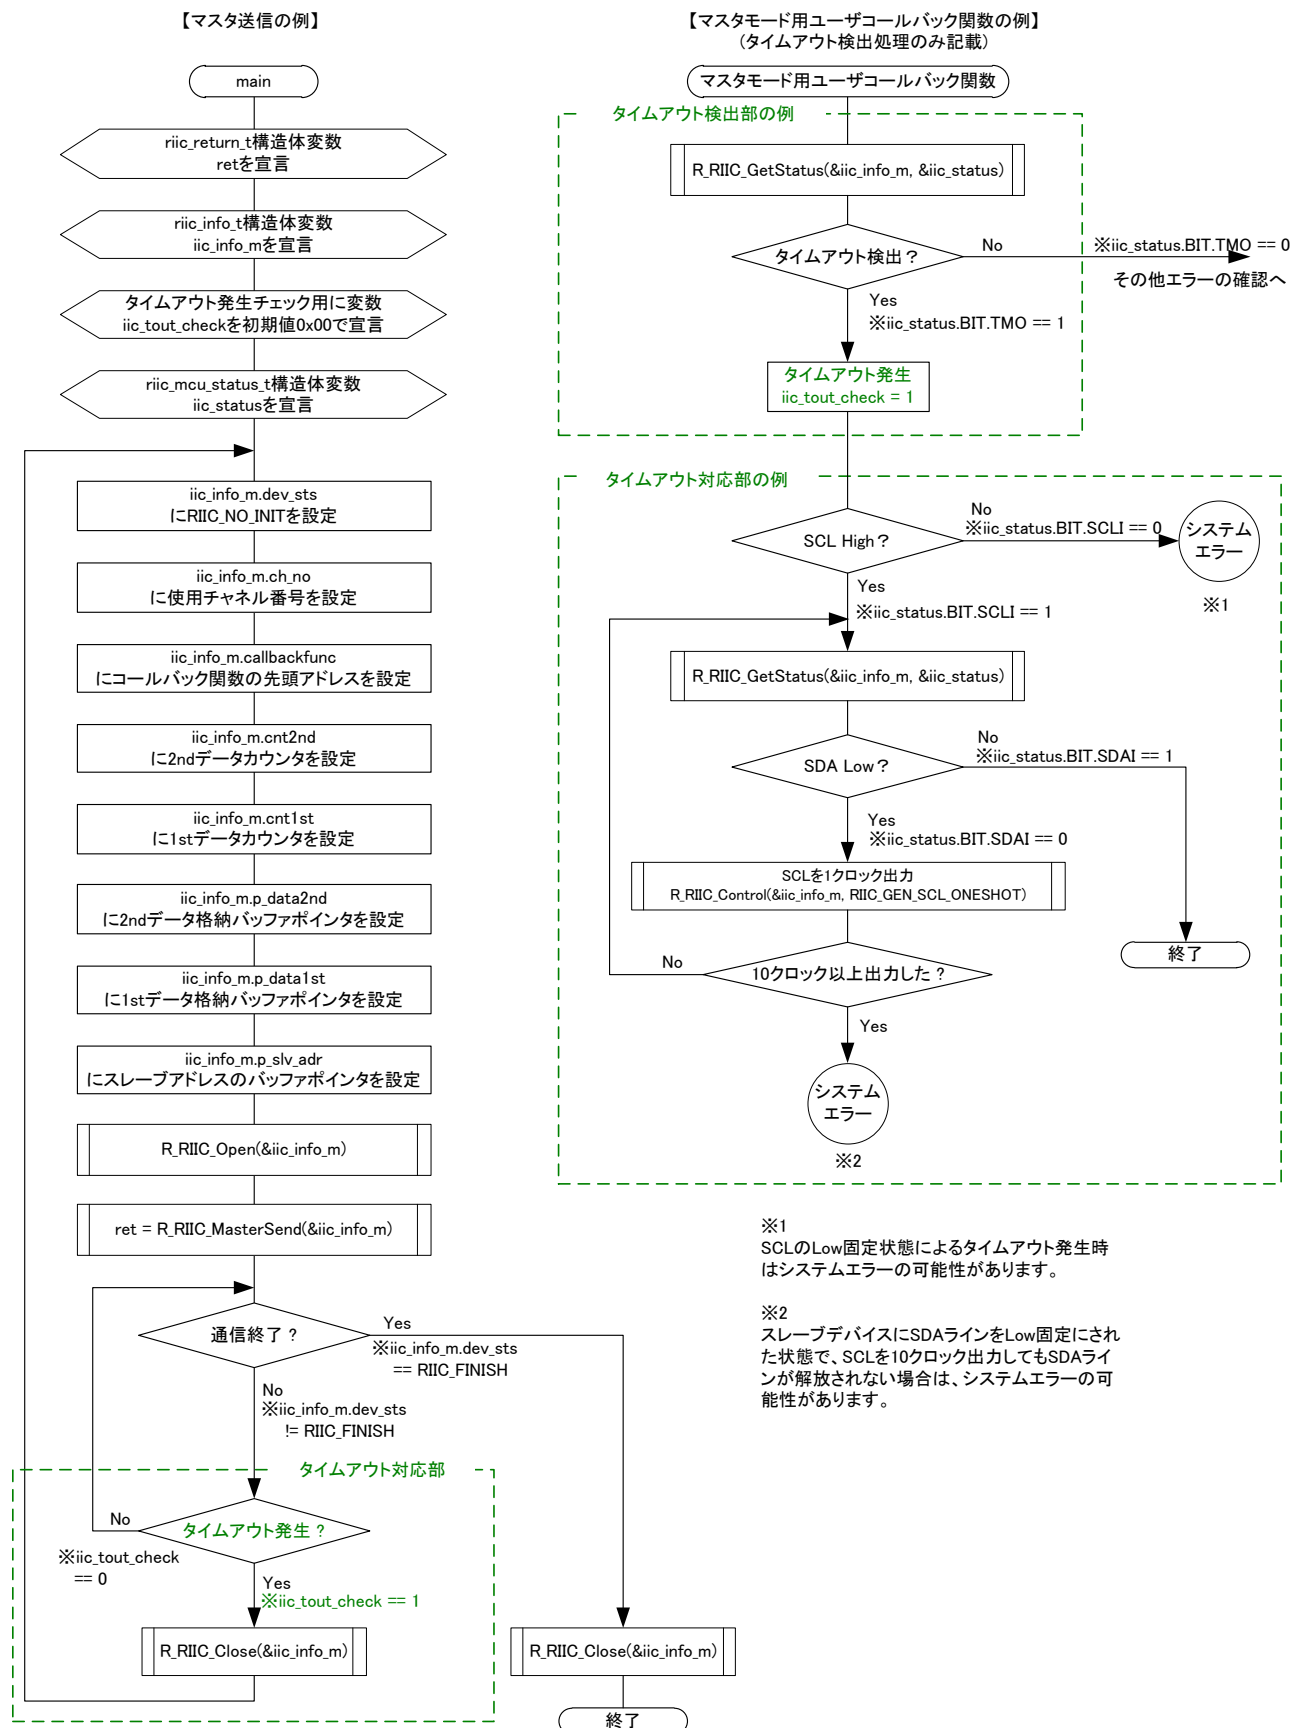 【マスタ送信の例】
main
riic_return_t構造体変数
retを宣言
riic_info_t構造体変数
iic_info_mを宣言
タイムアウト発生チェック用に変数
iic_tout_checkを初期値0x00で宣言
riic_mcu_status_t構造体変数
iic_statusを宣言
iic_info_m.dev_sts
にRIIC_NO_INITを設定
iic_info_m.ch_no
に使用チャネル番号を設定
iic_info_m.callbackfunc
にコールバック関数の先頭アドレスを設定
iic_info_m.cnt2nd
に2ndデータカウンタを設定
iic_info_m.cnt1st
に1stデータカウンタを設定
iic_info_m.p_data2nd
に2ndデータ格納バッファポインタを設定
iic_info_m.p_data1st
に1stデータ格納バッファポインタを設定
iic_info_m.p_slv_adr
にスレーブアドレスのバッファポインタを設定
R_RIIC_Open(&iic_info_m)
ret = R_RIIC_MasterSend(&iic_info_m)
通信終了？
Yes
※iic_info_m.dev_sts
== RIIC_FINISH
No
※iic_info_m.dev_sts
!= RIIC_FINISH
タイムアウト対応部
タイムアウト発生？
No
※iic_tout_check
== 0
Yes
※iic_tout_check == 1
R_RIIC_Close(&iic_info_m)
R_RIIC_Close(&iic_info_m)
終了
【マスタモード用ユーザコールバック関数の例】
（タイムアウト検出処理のみ記載）
マスタモード用ユーザコールバック関数
タイムアウト検出部の例
R_RIIC_GetStatus(&iic_info_m, &iic_status)
タイムアウト検出？
No
※iic_status.BIT.TMO == 0
その他エラーの確認へ
Yes
※iic_status.BIT.TMO == 1
タイムアウト発生
iic_tout_check = 1
タイムアウト対応部の例
SCL High？
No
※iic_status.BIT.SCLI == 0
システム
エラー
※1
Yes
※iic_status.BIT.SCLI == 1
R_RIIC_GetStatus(&iic_info_m, &iic_status)
SDA Low？
No
※iic_status.BIT.SDAI == 1
Yes
※iic_status.BIT.SDAI == 0
SCLを1クロック出力
R_RIIC_Control(&iic_info_m, RIIC_GEN_SCL_ONESHOT)
終了
10クロック以上出力した？
No
Yes
システム
エラー
※2
※1
SCLのLow固定状態によるタイムアウト発生時
はシステムエラーの可能性があります。
※2
スレーブデバイスにSDAラインをLow固定にされ
た状態で、SCLを10クロック出力してもSDAライ
ンが解放されない場合は、システムエラーの可
能性があります。